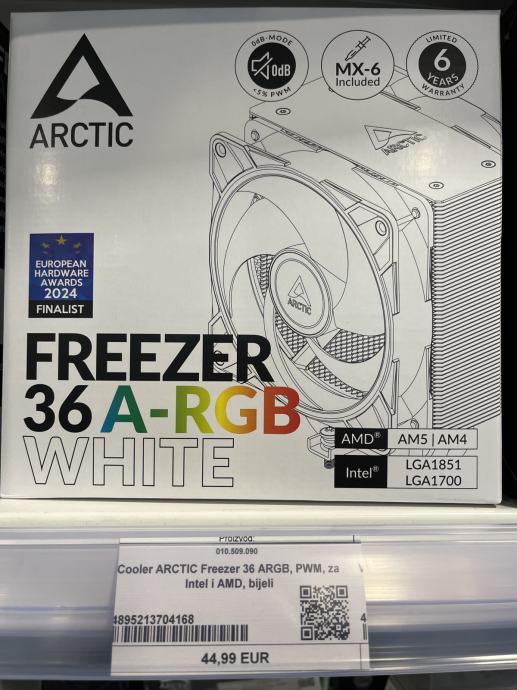 ARCTIC
0dB-MODE
0dB
<5% PWM
MX-6
Included
LIMITED
6
YEARS
WARRANTY
ARCTIC
ARCTIC
EUROPEAN
HARDWARE
AWARDS
2024
FINALIST
FREEZER
36 A-RGB
WHITE
AMD® AM5 | AM4
Intel® LGA1851
LGA1700
Proizvod:
010.509.090
Cooler ARCTIC Freezer 36 ARGB, PWM, za
Intel i AMD, bijeli
4895213704168
4
44,99 EUR